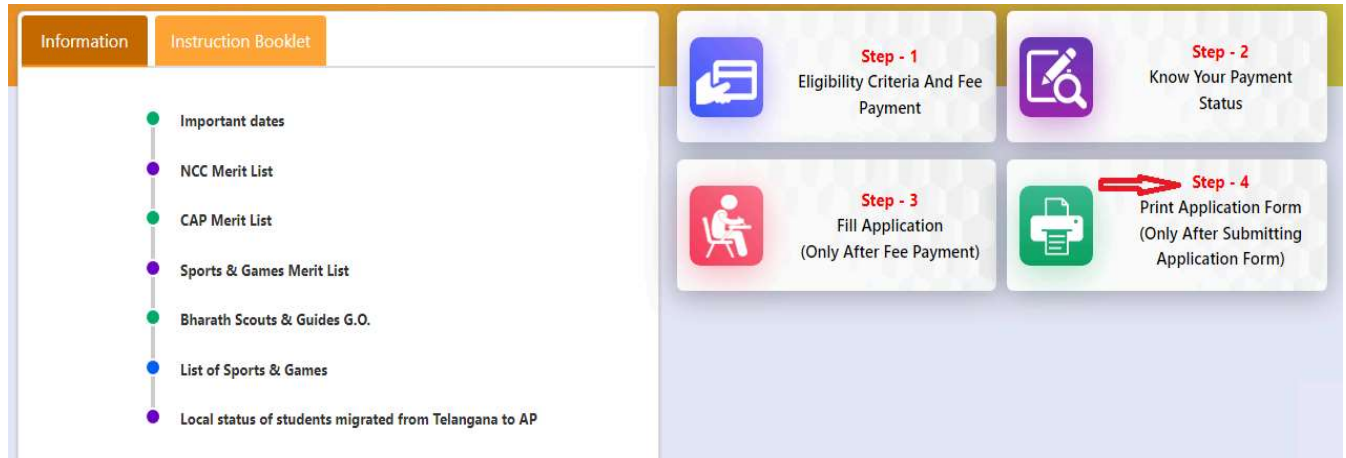 Information
Instruction Booklet
Important dates
NCC Merit List
CAP Merit List
Sports & Games Merit List
Bharath Scouts & Guides G.O.
List of Sports & Games
Local status of students migrated from Telangana to AP
Step - 1
Eligibility Criteria And Fee
Payment
Step - 2
Know Your Payment
Status
Step - 3
Fill Application
(Only After Fee Payment)
Step - 4
Print Application Form
(Only After Submitting
Application Form)